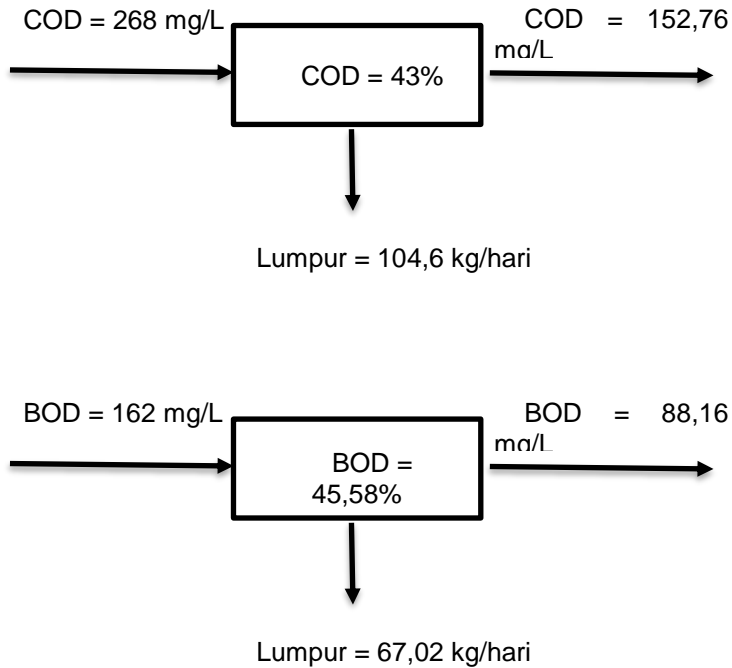 COD = 268 mg/L
COD = 152,76
mg/L
COD = 43%
Lumpur = 104,6 kg/hari
BOD = 162 mg/L
BOD = 88,16
mg/L
BOD =
45,58%
Lumpur = 67,02 kg/hari